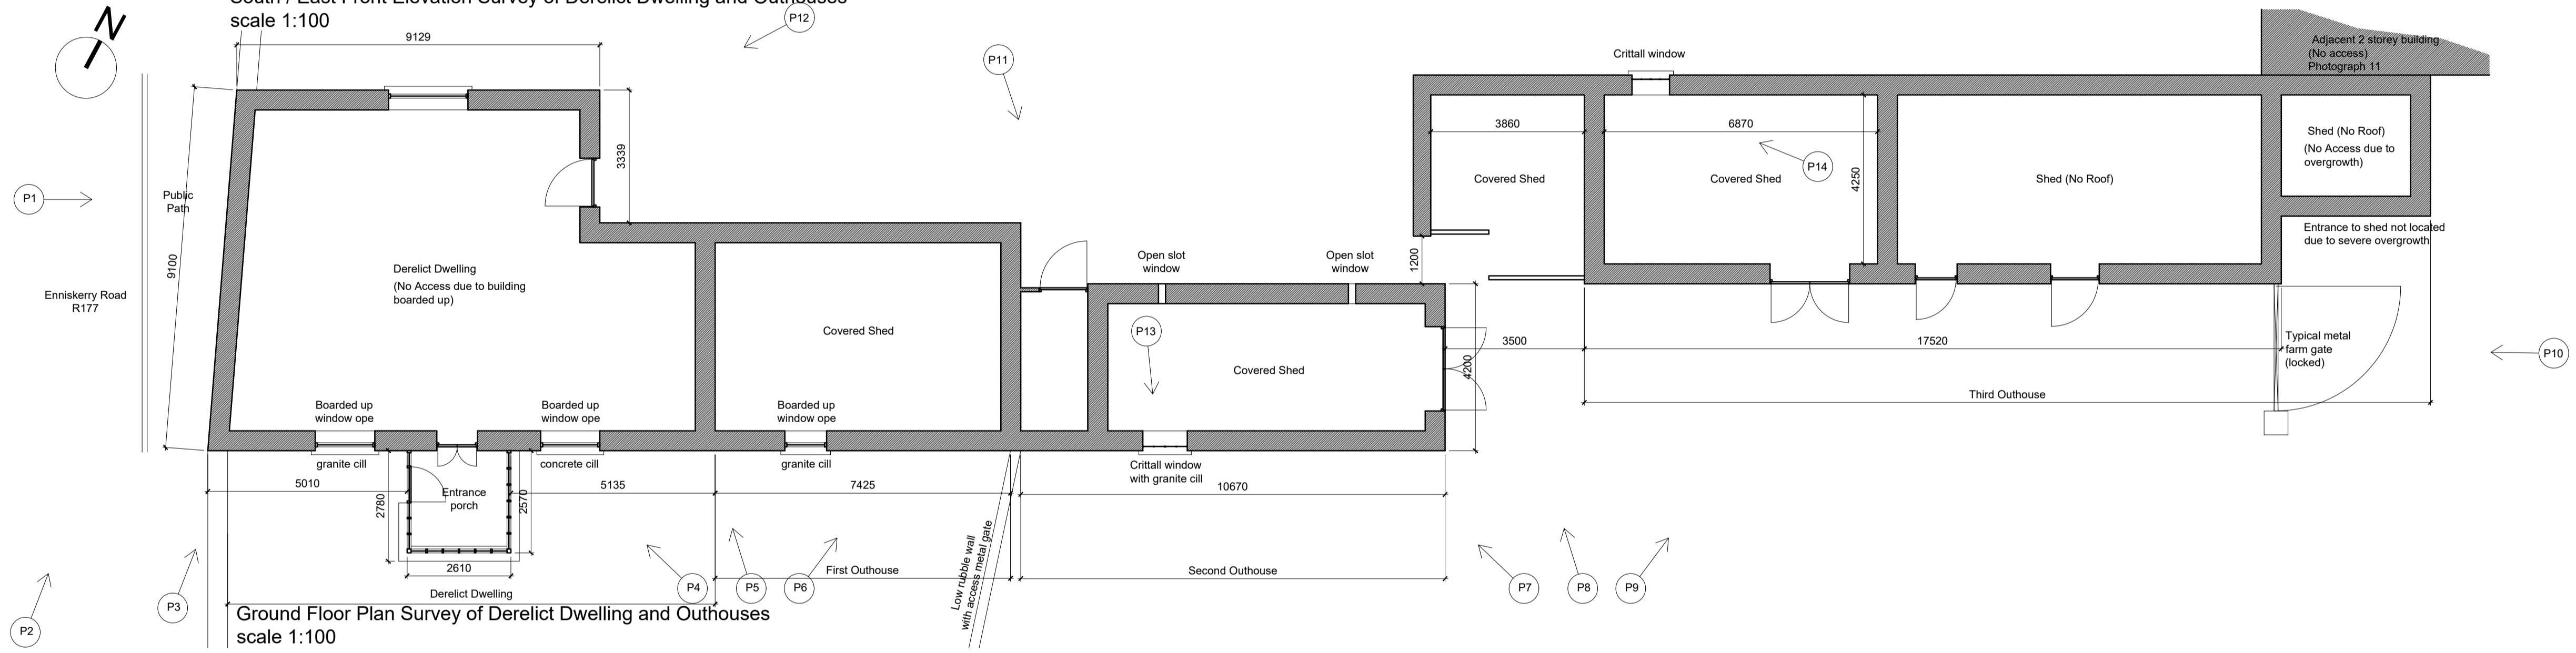 South / East Front Elevation Survey of Derelict Dwelling and Outhouses
scale 1:100
N
9129
P12
P11
Crittall window
Adjacent 2 storey building
(No access)
Photograph 11
P1
Public
Path
3339
3860
6870
P14
4250
Covered Shed
Covered Shed
Shed (No Roof)
Shed (No Roof)
(No Access due to
overgrowth)
Entrance to shed not located
due to severe overgrowth
9100
Enniskerry Road
R177
Derelict Dwelling
(No Access due to building
boarded up)
Covered Shed
Open slot
window
Open slot
window
1200
P13
Covered Shed
4200
3500
17520
Typical metal
farm gate
(locked)
P10
Third Outhouse
Boarded up
window ope
Boarded up
window ope
Boarded up
window ope
granite cill
concrete cill
granite cill
Crittall window
with granite cill
5010
2780
Entrance
porch
2570
5135
7425
10670
2610
Low rubble wall
with access metal gate
First Outhouse
Second Outhouse
Derelict Dwelling
P2
P3
P4
P5
P6
P7
P8
P9
Ground Floor Plan Survey of Derelict Dwelling and Outhouses
scale 1:100